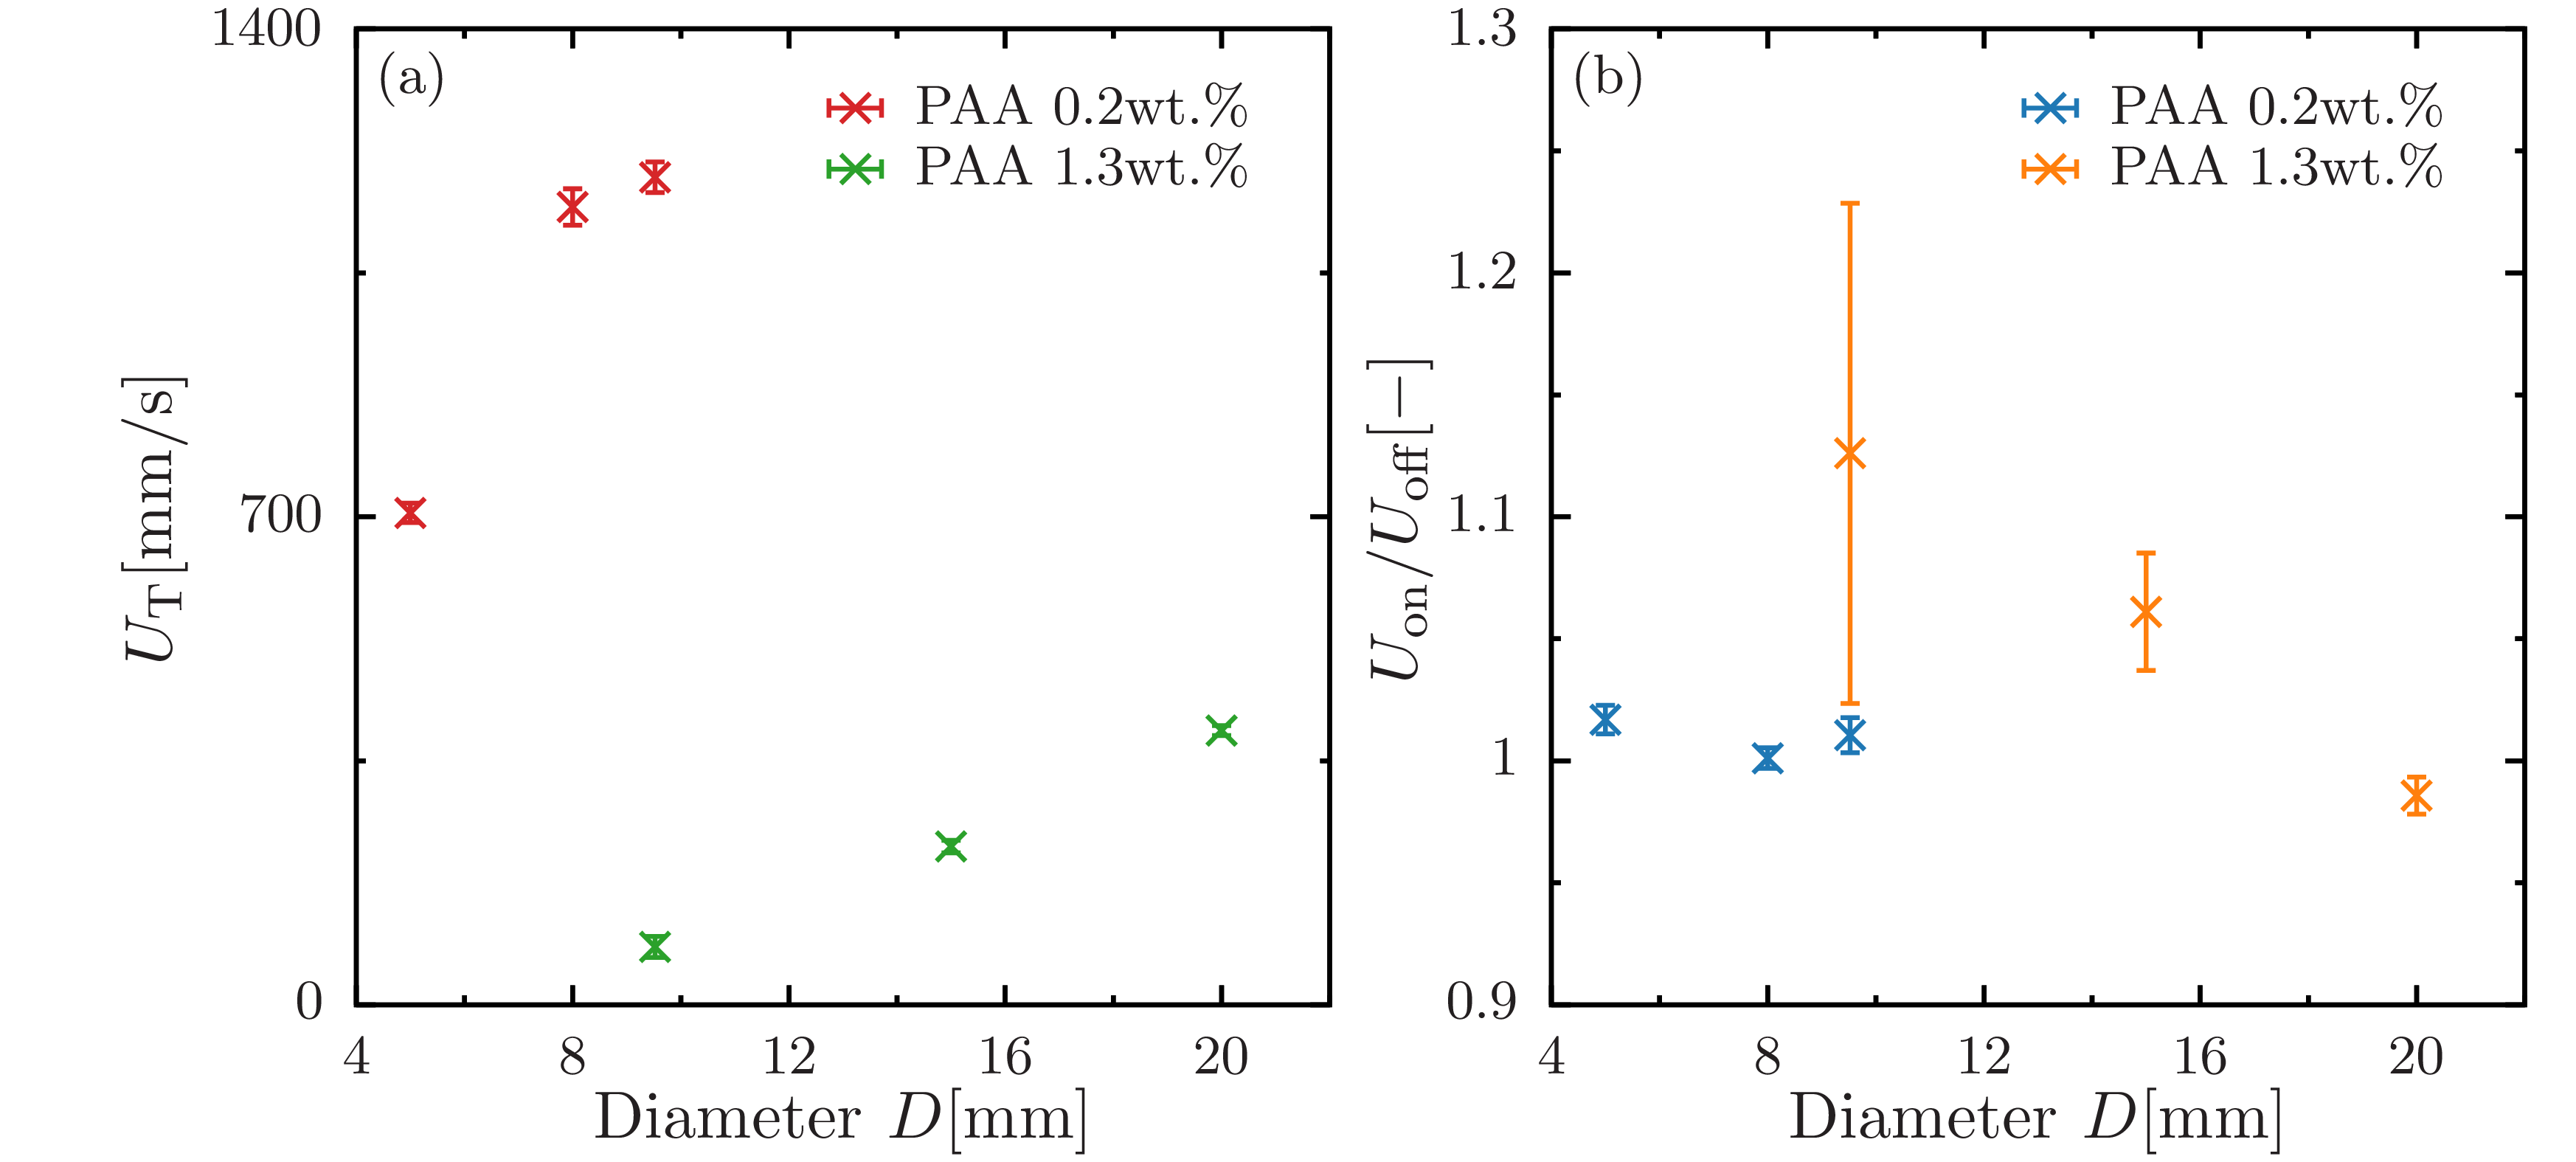 1400
700
0
4 8 12 16 20
U_T[mm/s]
Diameter D[mm]
(a)
PAA 0.2wt.%
PAA 1.3wt.%
1.3
1.2
1.1
1
0.9
4 8 12 16 20
U_on/U_off[−]
Diameter D[mm]
(b)
PAA 0.2wt.%
PAA 1.3wt.%